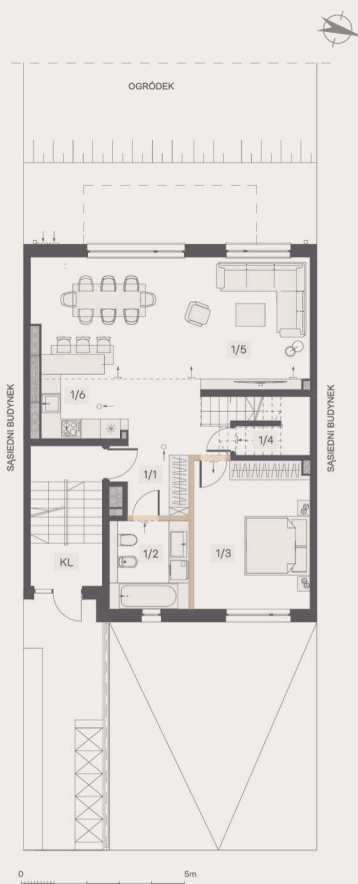 OGRÓDEK
SĄSIEDNI BUDYNEK
SĄSIEDNI BUDYNEK
1/5
1/6
1/4
1/1
1/2
1/3
KL
0 5m